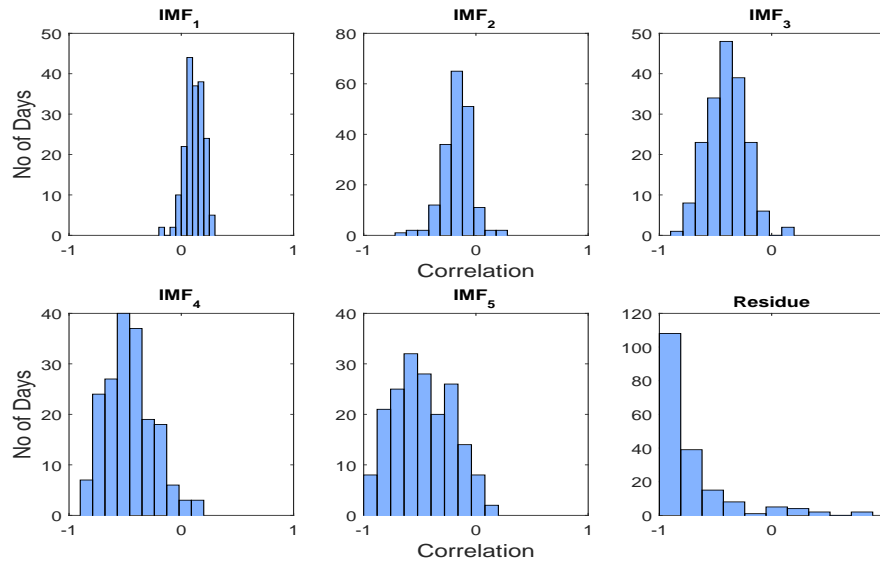 IMF1 IMF2 IMF3
50 80 50
40 60 40
30 40 30
20 20
10 20 10
0 0 0
-1 0 1 -1 0 1 -1 0
No of Days
Correlation
IMF4 IMF5 Residue
40 40 120
30 30 100
80
20 20 60
10 10 40
20
0 0 0
-1 0 1 -1 0 1 -1 0
No of Days
Correlation